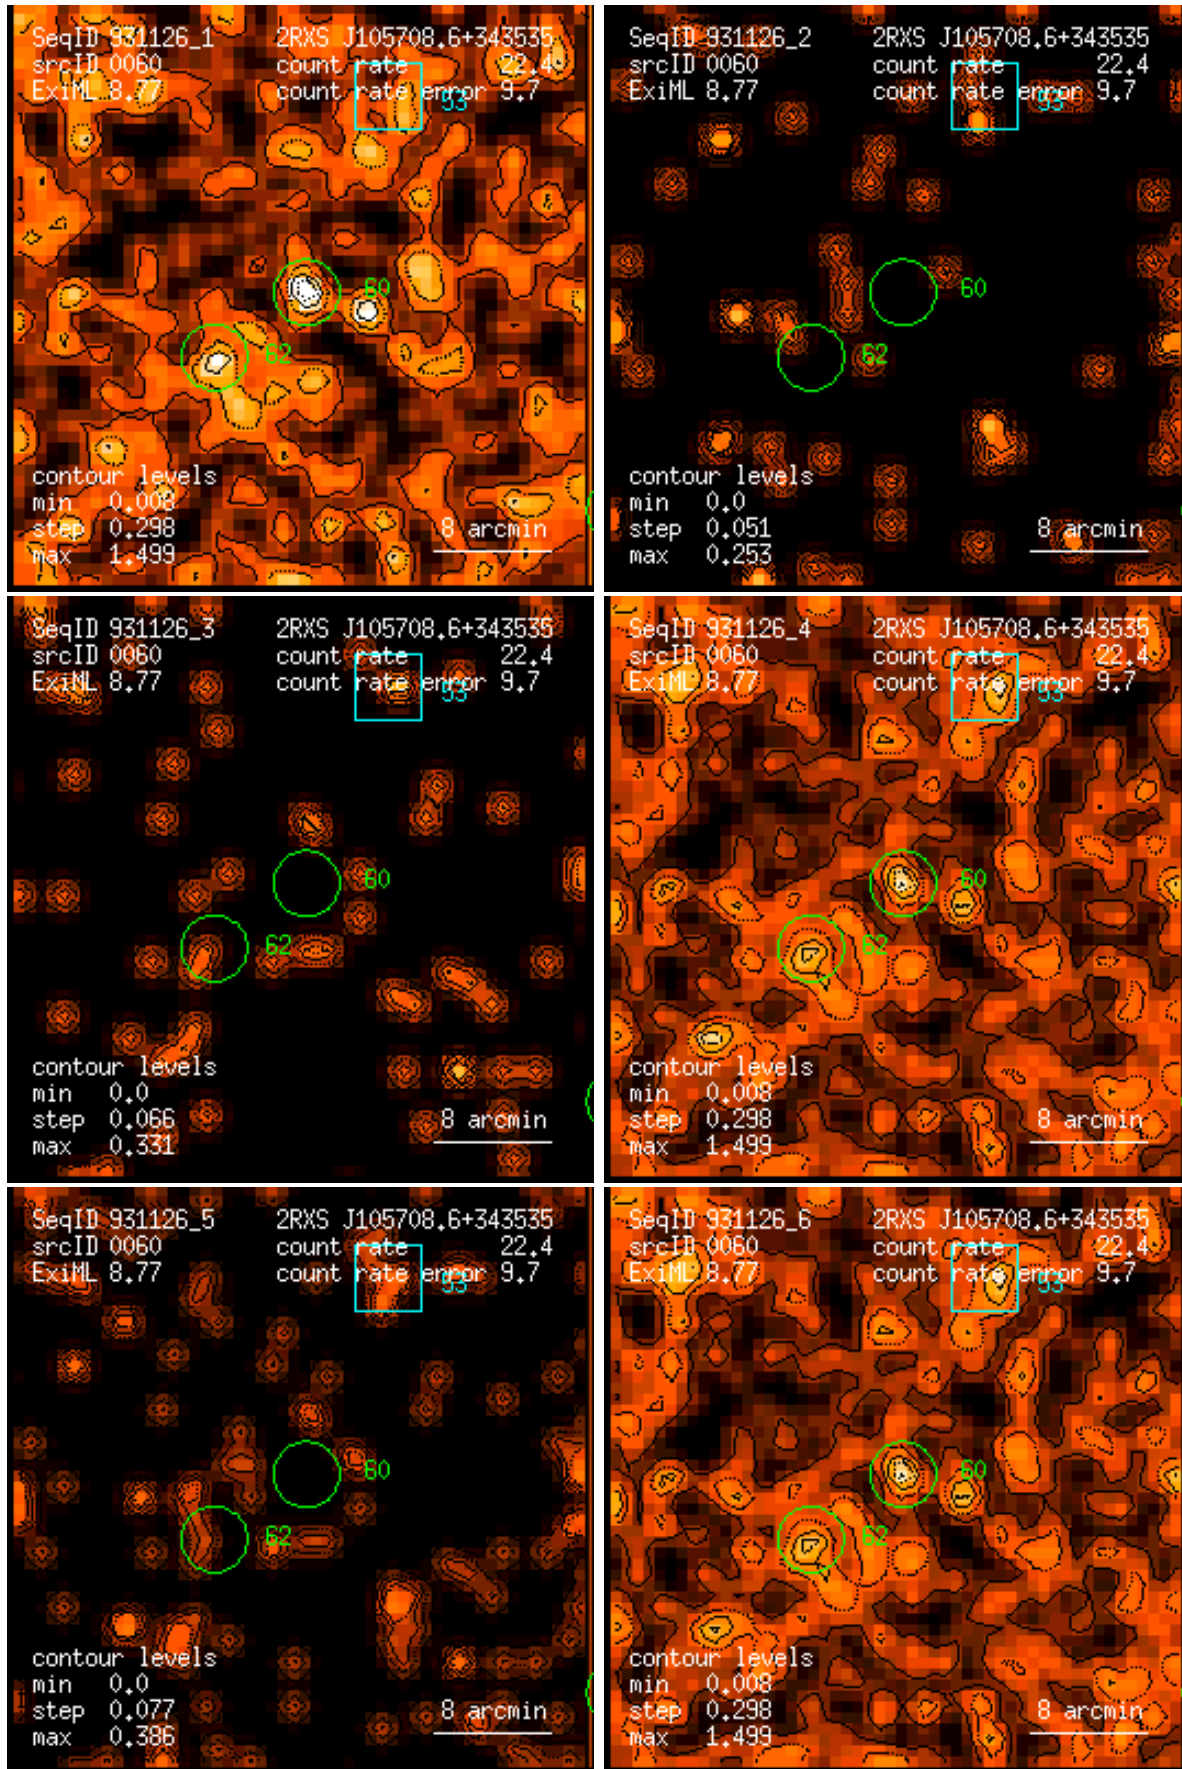 SeqID 931126_1 2RXS J105708.6+343535
srcID 0060 count rate 22.4
ExiML 8.77 count rate error 9.7
53
60
62
contour levels
min 0.008
step 0.298 8 arcmin
max 1.499
SeqID 931126_2 2RXS J105708.6+343535
srcID 0060 count rate 22.4
ExiML 8.77 count rate error 9.7
53
60
62
contour levels
min 0.0
step 0.051 8 arcmin
max 0.253
SeqID 931126_3 2RXS J105708.6+343535
srcID 0060 count rate 22.4
ExiML 8.77 count rate error 9.7
53
60
62
contour levels
min 0.0
step 0.066 8 arcmin
max 0.331
SeqID 931126_4 2RXS J105708.6+343535
srcID 0060 count rate 22.4
ExiML 8.77 count rate error 9.7
53
60
62
contour levels
min 0.008
step 0.298 8 arcmin
max 1.499
SeqID 931126_5 2RXS J105708.6+343535
srcID 0060 count rate 22.4
ExiML 8.77 count rate error 9.7
53
60
62
contour levels
min 0.0
step 0.077 8 arcmin
max 0.386
SeqID 931126_6 2RXS J105708.6+343535
srcID 0060 count rate 22.4
ExiML 8.77 count rate error 9.7
53
60
62
contour levels
min 0.008
step 0.298 8 arcmin
max 1.499